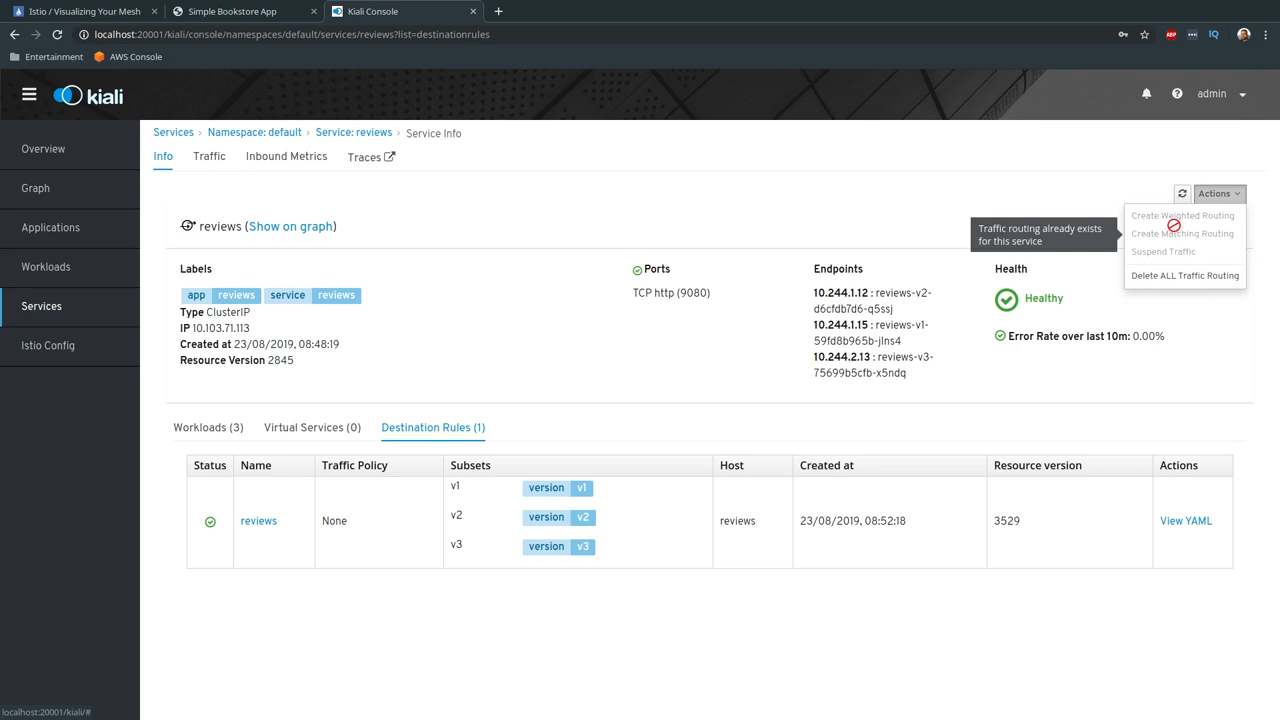 Istio / Visualizing Your Mesh
Simple Bookstore App
Kiali Console
localhost:20001/kiali/console/namespaces/default/services/reviews?list=destinationrules
ABP
IQ
Entertainment
AWS Console
kiali
admin
Overview
Graph
Applications
Workloads
Services
Istio Config
Services › Namespace: default › Service: reviews › Service Info
Info Traffic Inbound Metrics Traces
Actions
Create Weighted Routing
Create Matching Routing
Suspend Traffic
Delete ALL Traffic Routing
Traffic routing already exists
for this service
reviews (Show on graph)
Labels
app reviews service reviews
Type ClusterIP
IP 10.103.71.113
Created at 23/08/2019, 08:48:19
Resource Version 2845
Ports
TCP http (9080)
Endpoints
10.244.1.12 : reviews-v2-
d6cfdb7d6-q5ssj
10.244.1.15 : reviews-v1-
59fd8b965b-jlns4
10.244.2.13 : reviews-v3-
75699b5cfb-x5ndq
Health
Healthy
Error Rate over last 10m: 0.00%
Workloads (3) Virtual Services (0) Destination Rules (1)
Status Name Traffic Policy Subsets Host Created at Resource version Actions
v1 version v1
reviews None v2 version v2 reviews 23/08/2019, 08:52:18 3529 View YAML
v3 version v3
localhost:20001/kiali/#